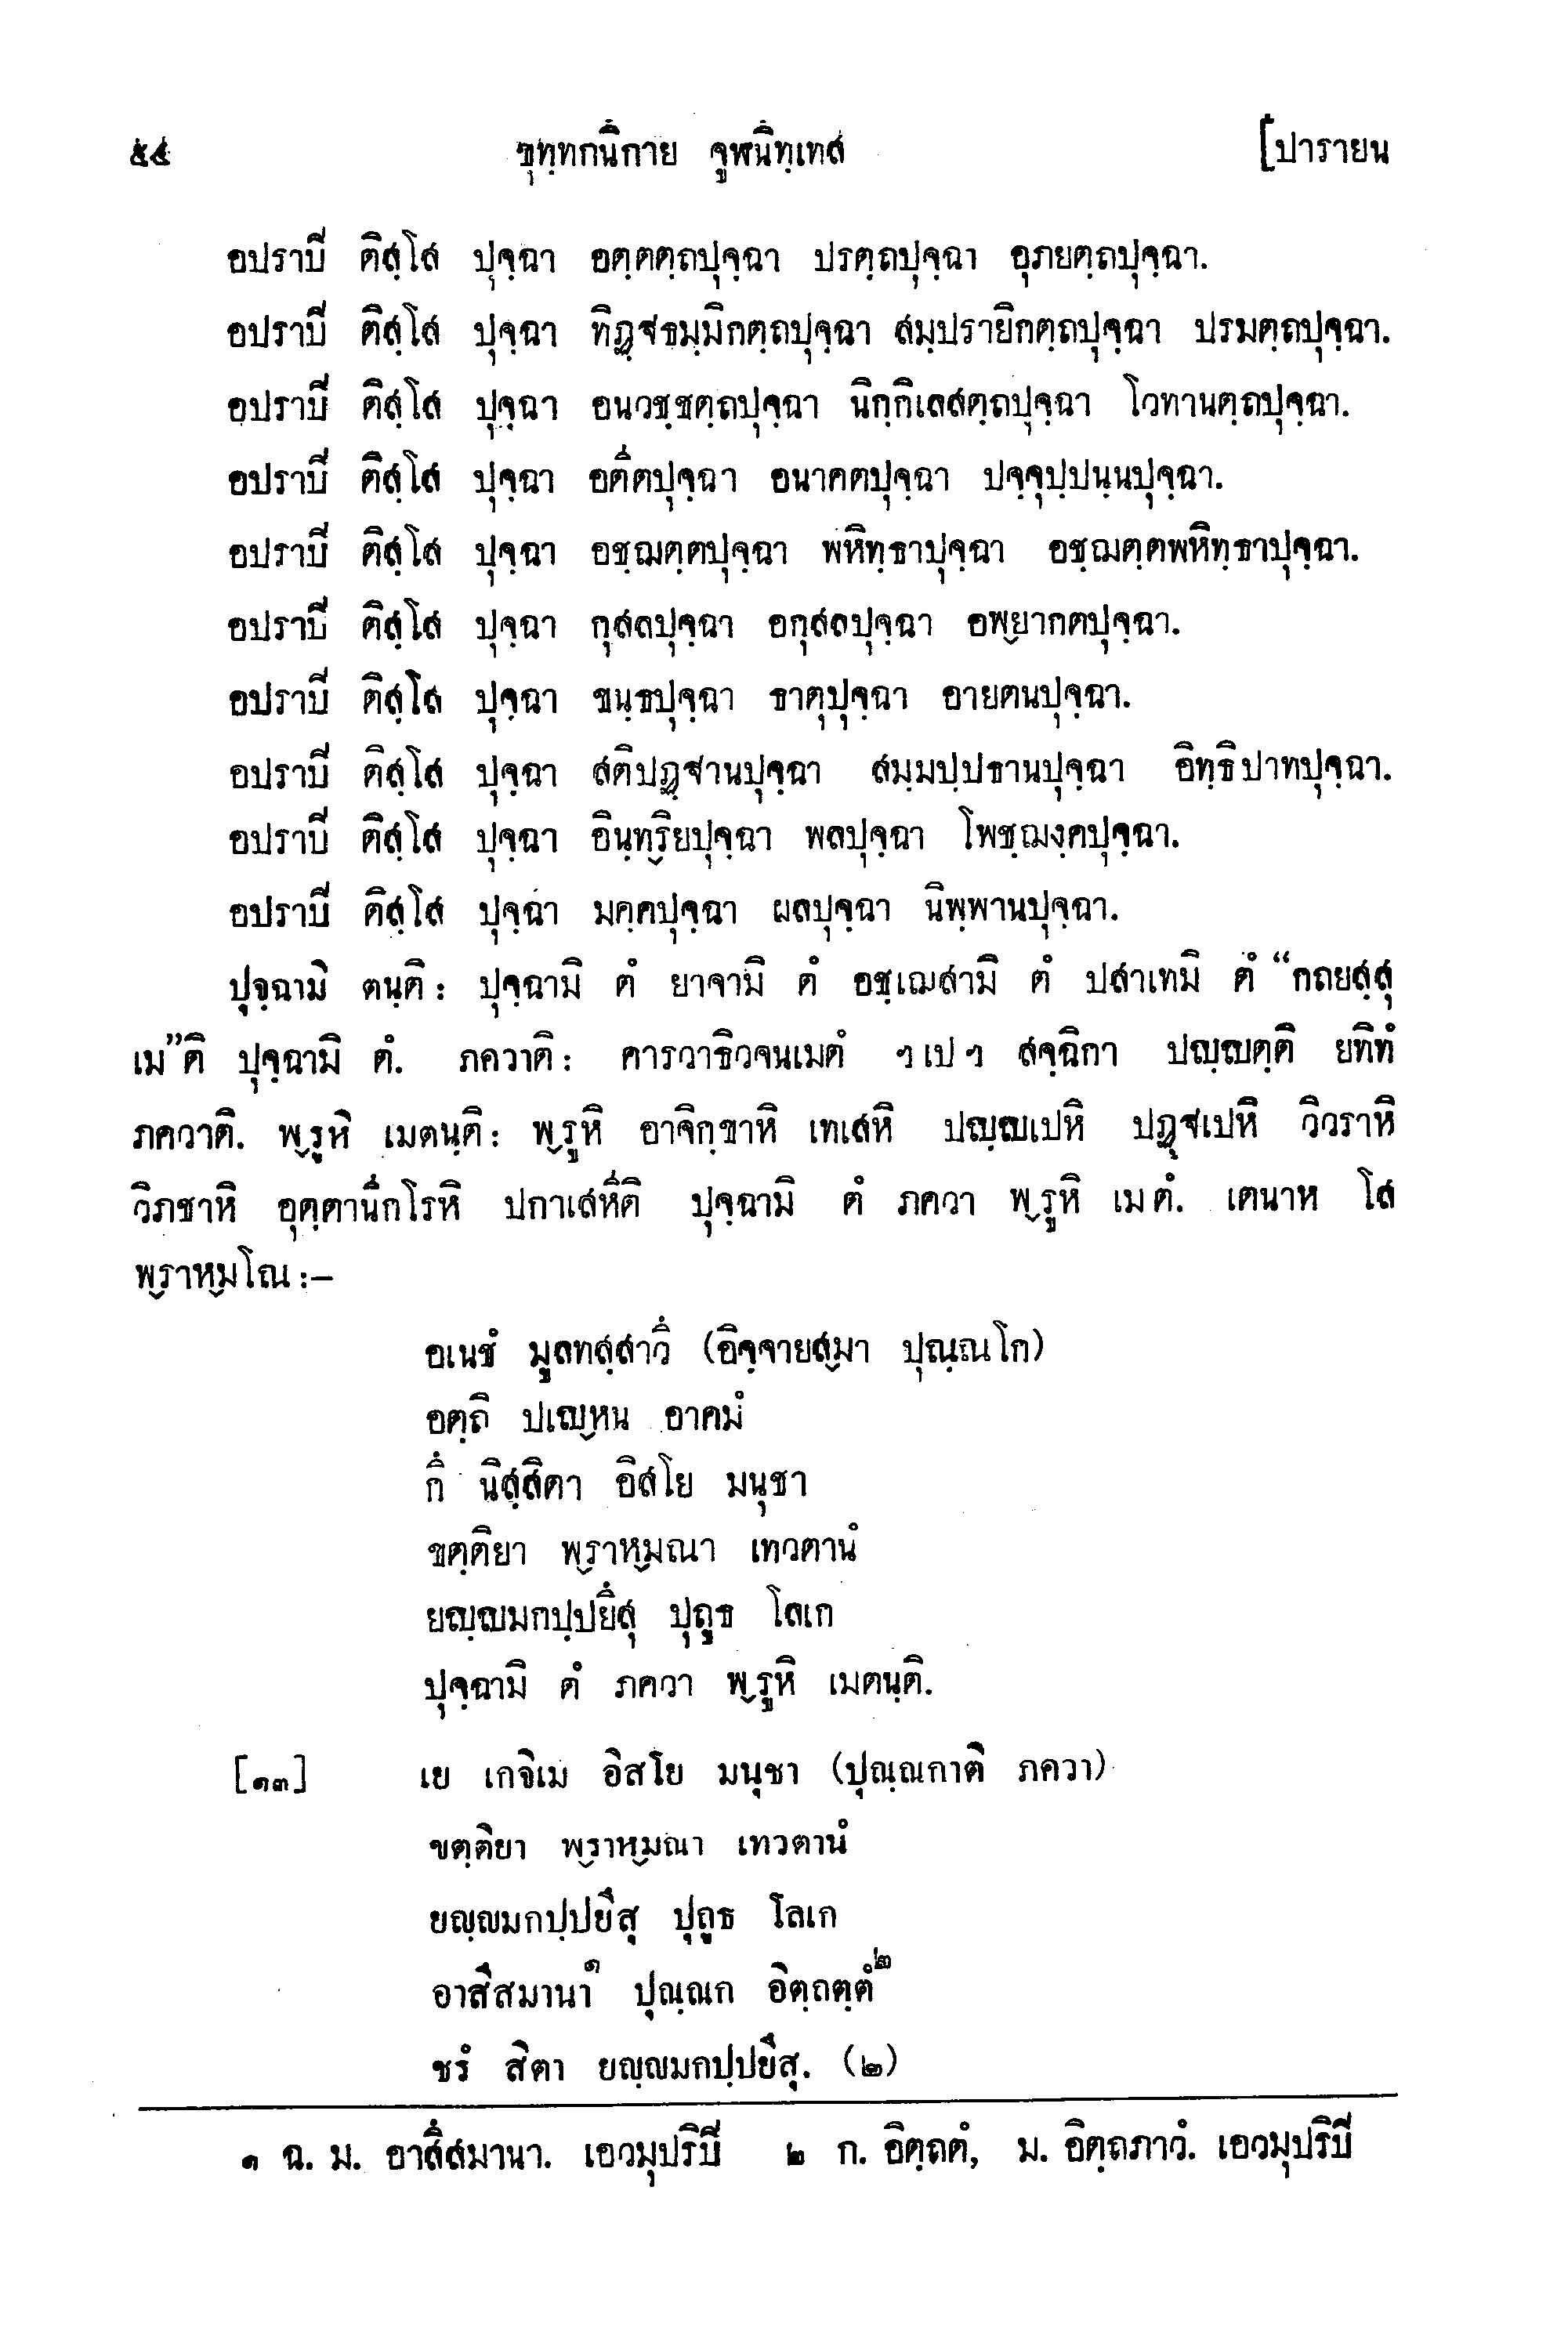 ๕๔ ขุทฺทกนิกาย จูฬนิทฺเทส [ปารายน
อปราปิ ติสฺโส ปุจฺฉา อตฺตตฺถปุจฺฉา ปรตฺถปุจฺฉา อุภยตฺถปุจฺฉา.
อปราปิ ติสฺโส ปุจฺฉา ทิฏฺฐธมฺมิกตฺถปุจฺฉา สมฺปรายิกตฺถปุจฺฉา ปรมตฺถปุจฺฉา.
อปราปิ ติสฺโส ปุจฺฉา อนวชฺชตฺถปุจฺฉา นิกฺกิเลสตฺถปุจฺฉา โวทานตฺถปุจฺฉา.
อปราปิ ติสฺโส ปุจฺฉา อตีตปุจฺฉา อนาคตปุจฺฉา ปจฺจุปฺปนฺนปุจฺฉา.
อปราปิ ติสฺโส ปุจฺฉา อชฺฌตฺตปุจฺฉา พหิทฺธาปุจฺฉา อชฺฌตฺตพหิทฺธาปุจฺฉา.
อปราปิ ติสฺโส ปุจฺฉา กุสลปุจฺฉา อกุสลปุจฺฉา อพฺยากตปุจฺฉา.
อปราปิ ติสฺโส ปุจฺฉา ขนฺธปุจฺฉา ธาตุปุจฺฉา อายตนปุจฺฉา.
อปราปิ ติสฺโส ปุจฺฉา สติปฏฺฐานปุจฺฉา สมฺมปฺปธานปุจฺฉา อิทฺธิปาทปุจฺฉา.
อปราปิ ติสฺโส ปุจฺฉา อินฺทฺริยปุจฺฉา พลปุจฺฉา โพชฺฌงฺคปุจฺฉา.
อปราปิ ติสฺโส ปุจฺฉา มคฺคปุจฺฉา ผลปุจฺฉา นิพฺพานปุจฺฉา.
ปุจฺฉามิ ตนฺติ: ปุจฺฉามิ ตํ ยาจามิ ตํ อชฺเฌสามิ ตํ ปสาเทมิ ตํ “กถยสฺสุ
เม”ติ ปุจฺฉามิ ตํ. ภควาติ: คารวาธิวจนเมตํ ฯ เป ฯ สจฺฉิกา ปญฺญตฺติ ยทิทํ
ภควาติ. พฺรูหิ เมตนฺติ: พฺรูหิ อาจิกฺขาหิ เทเสหิ ปญฺญเปหิ ปฏฺฐเปหิ วิวราหิ
วิภชาหิ อุตฺตานีกโรหิ ปกาเสหีติ ปุจฺฉามิ ตํ ภควา พฺรูหิ เม ตํ. เตนาห โส
พฺราหฺมโณ:–
อเนชํ มูลทสฺสาวึ (อิจฺจายสฺมา ปุณฺณโก)
อตฺถิ ปเญฺหน อาคมํ
กึ นิสฺสิตา อิสโย มนุชา
ขตฺติยา พฺราหฺมณา เทวตานํ
ยญฺญมกปฺปยึสุ ปุถูธ โลเก
ปุจฺฉามิ ตํ ภควา พฺรูหิ เมตนฺติ.
[๑๓] เย เกจิเม อิสโย มนุชา (ปุณฺณกาติ ภควา)
ขตฺติยา พฺราหฺมณา เทวตานํ
ยญฺญมกปฺปยึสุ ปุถูธ โลเก
อาสึสมานา๑ ปุณฺณก อิตฺถตฺตํ๒
ชรํ สิตา ยญฺญมกปฺปยึสุ. (๒)
๑ ฉ. ม. อาสีสมานา. เอวมุปริปิ ๒ ก. อิตฺถตํ, ม. อิตฺถภาวํ. เอวมุปริปิ